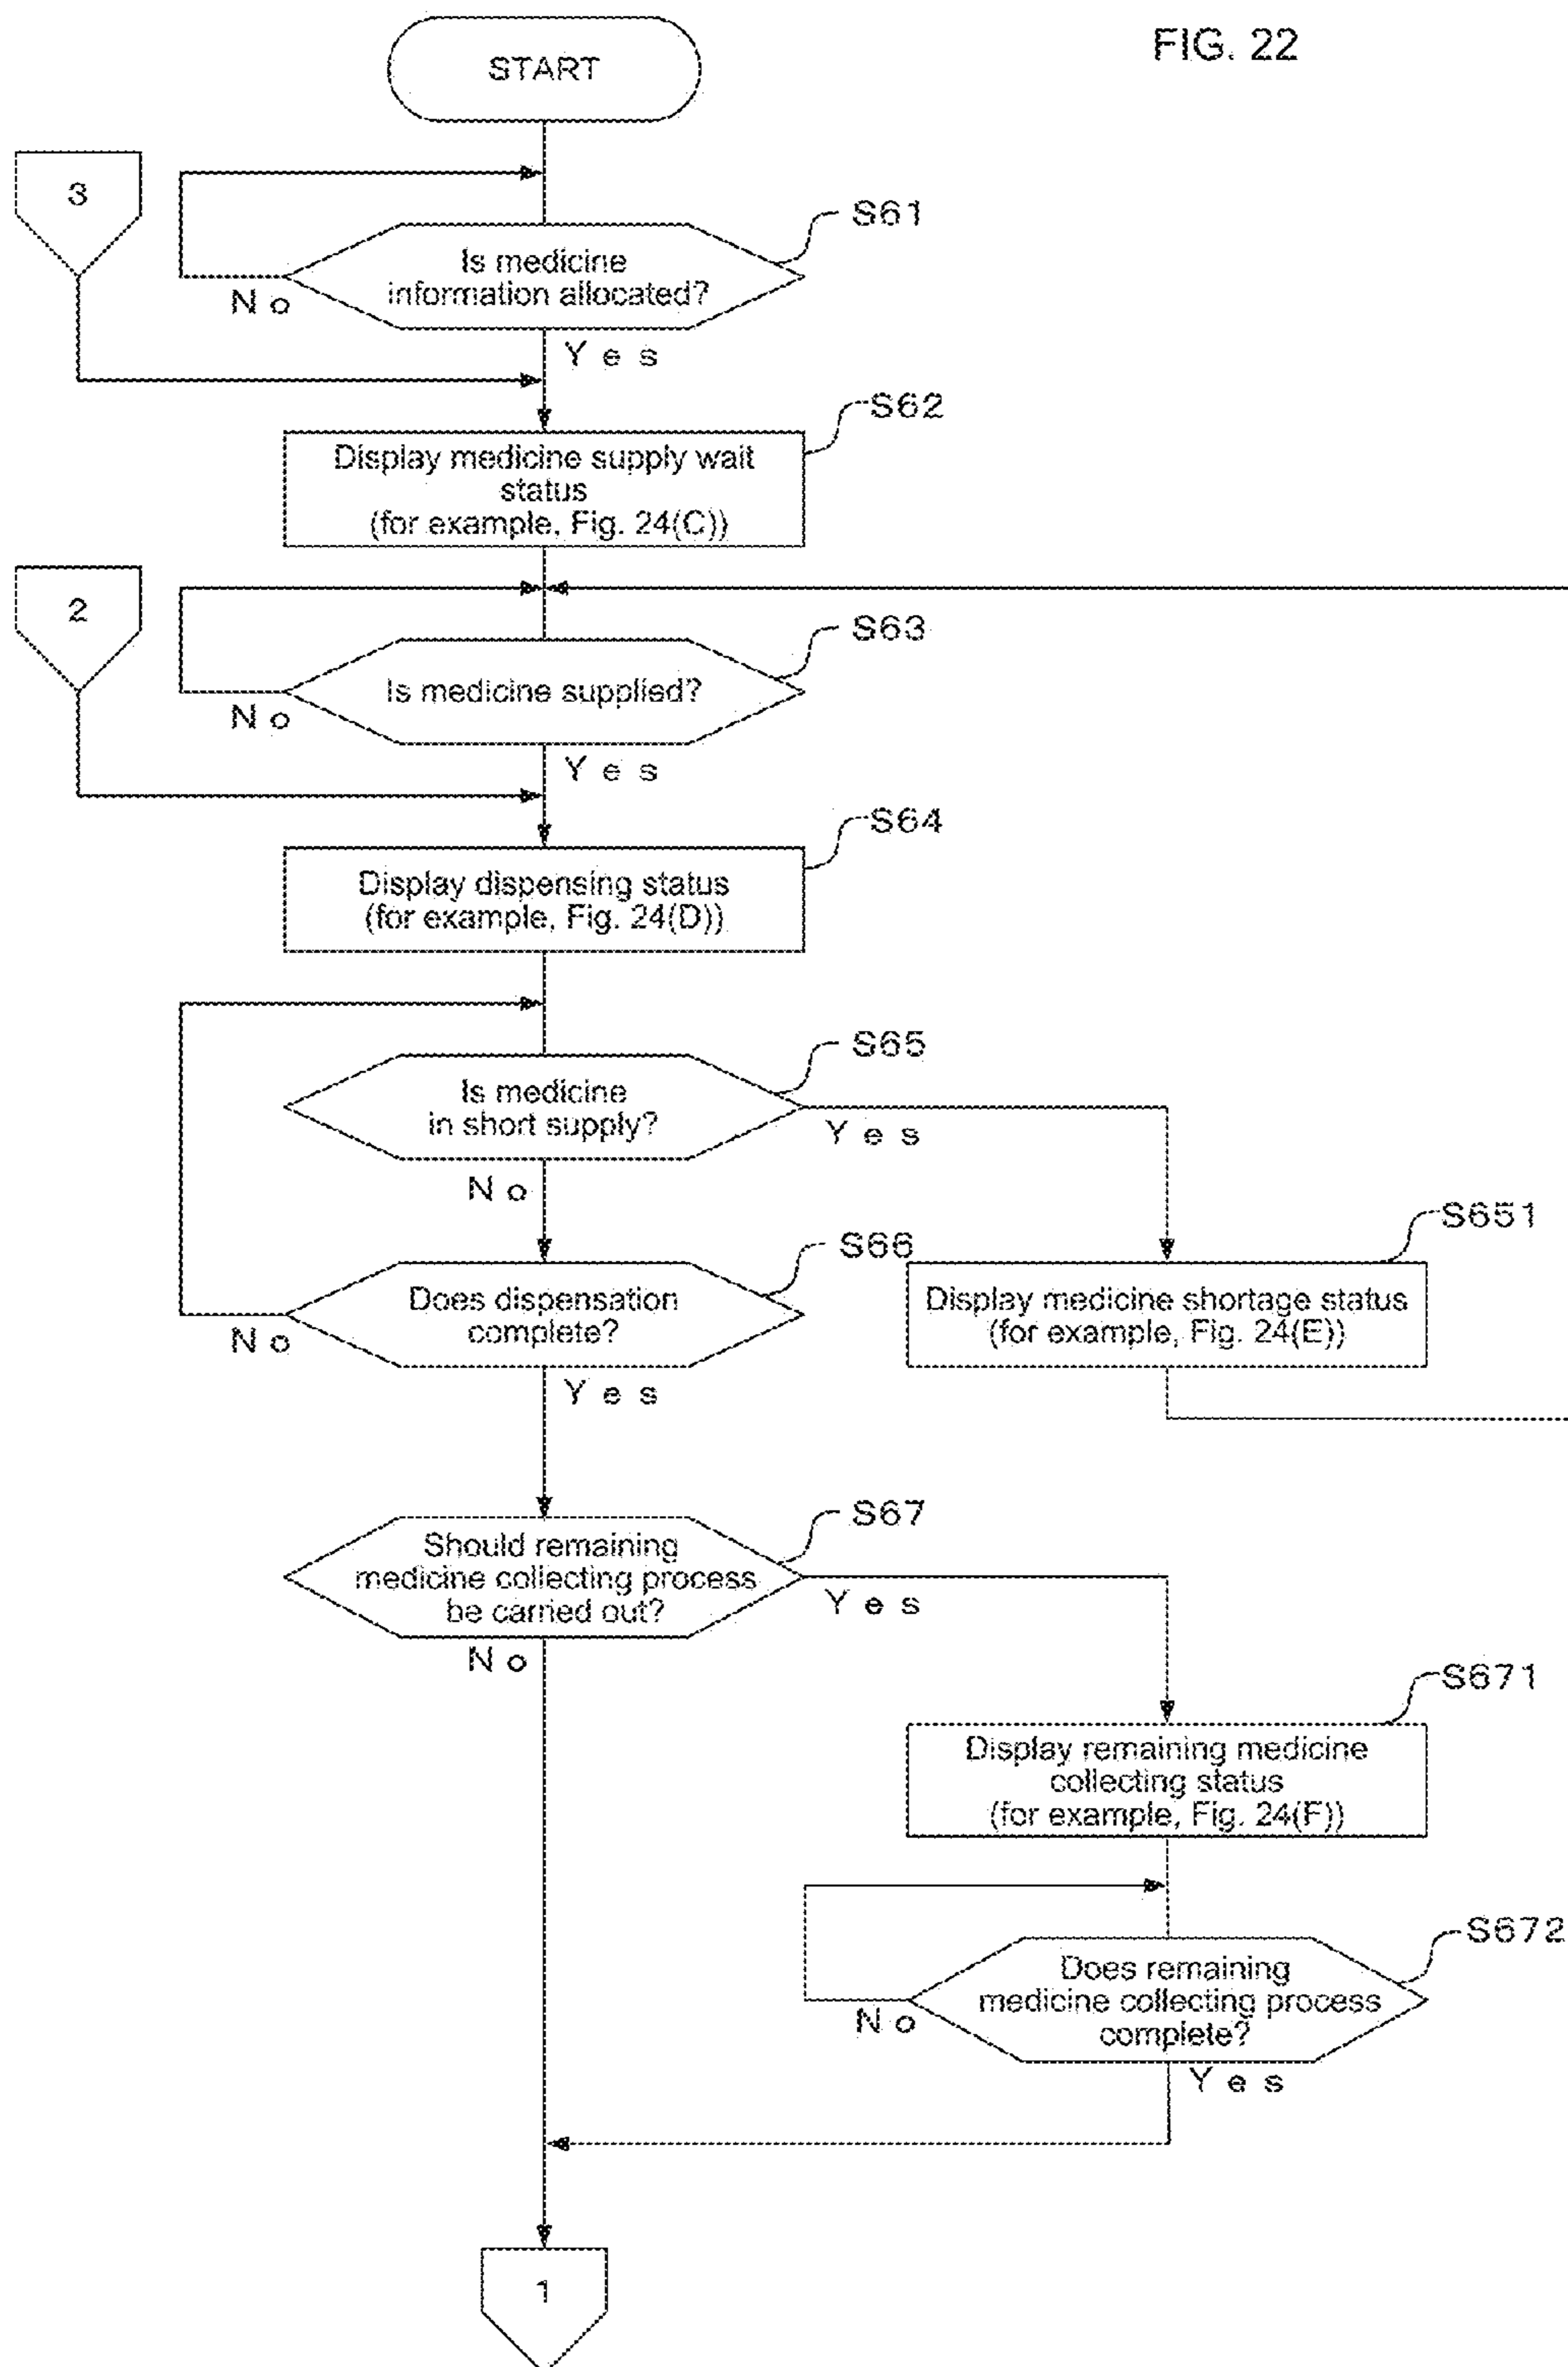 FIG. 22
START
3
S61
Is medicine
information allocated?
No
Yes
S62
Display medicine supply wait
status
(for example, Fig. 24(C))
2
S63
Is medicine supplied?
No
Yes
S64
Display dispensing status
(for example, Fig. 24(D))
S65
Is medicine
in short supply?
Yes
No
S651
S66
Does dispensation
complete?
Display medicine shortage status
(for example, Fig. 24(E))
No
Yes
S67
Should remaining
medicine collecting process
be carried out?
Yes
No
S671
Display remaining medicine
collecting status
(for example, Fig. 24(F))
S672
Does remaining
medicine collecting process
complete?
No
Yes
1